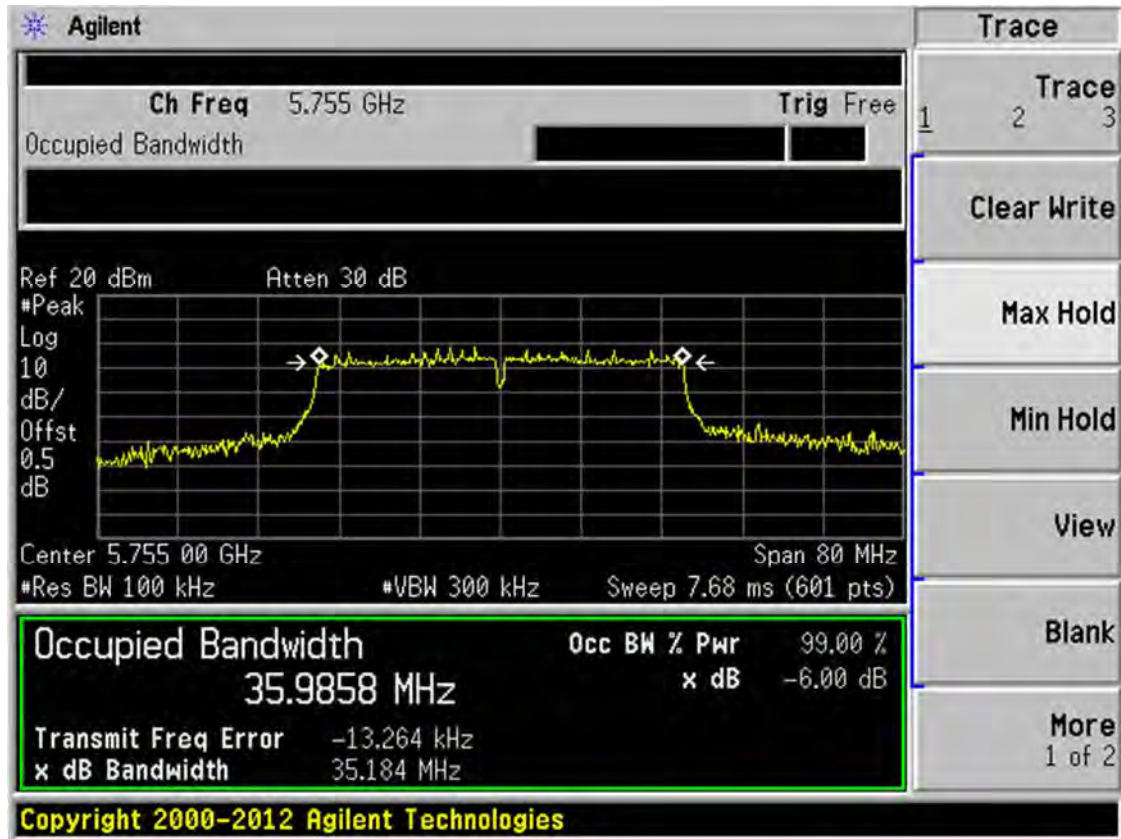 Agilent
Trace
Ch Freq 5.755 GHz Trig Free
Occupied Bandwidth
Trace
1 2 3
Clear Write
Max Hold
Min Hold
View
Blank
More
1 of 2
Ref 20 dBm Atten 30 dB
#Peak
Log
10
dB/
Offst
0.5
dB
Center 5.755 00 GHz Span 80 MHz
#Res BW 100 kHz #VBW 300 kHz Sweep 7.68 ms (601 pts)
Occupied Bandwidth Occ BW % Pwr 99.00 %
35.9858 MHz x dB -6.00 dB
Transmit Freq Error -13.264 kHz
x dB Bandwidth 35.184 MHz
Copyright 2000-2012 Agilent Technologies